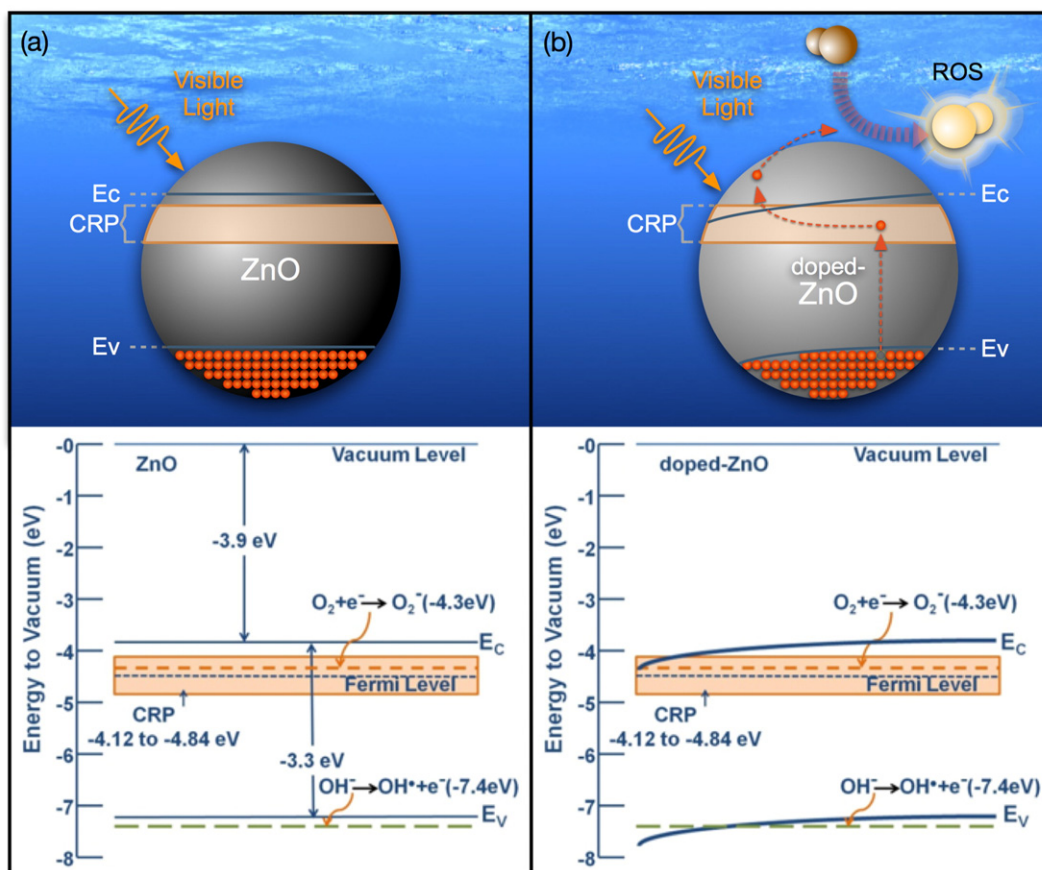 (a)
Visible
Light
Ec
CRP
ZnO
Ev
(b)
Visible
Light
ROS
Ec
CRP
doped-
ZnO
Ev
Energy to Vacuum (eV)
-0
-1
-2
-3
-4
-5
-6
-7
-8
ZnO
Vacuum Level
-3.9 eV
O₂+e⁻→O₂⁻(-4.3eV)
E_C
Fermi Level
CRP
-4.12 to -4.84 eV
-3.3 eV
OH⁻→OH•+e⁻(-7.4eV)
E_V
Energy to Vacuum (eV)
-0
-1
-2
-3
-4
-5
-6
-7
-8
doped-ZnO
Vacuum Level
O₂+e⁻→O₂⁻(-4.3eV)
E_C
Fermi Level
CRP
-4.12 to -4.84 eV
OH⁻→OH•+e⁻(-7.4eV)
E_V